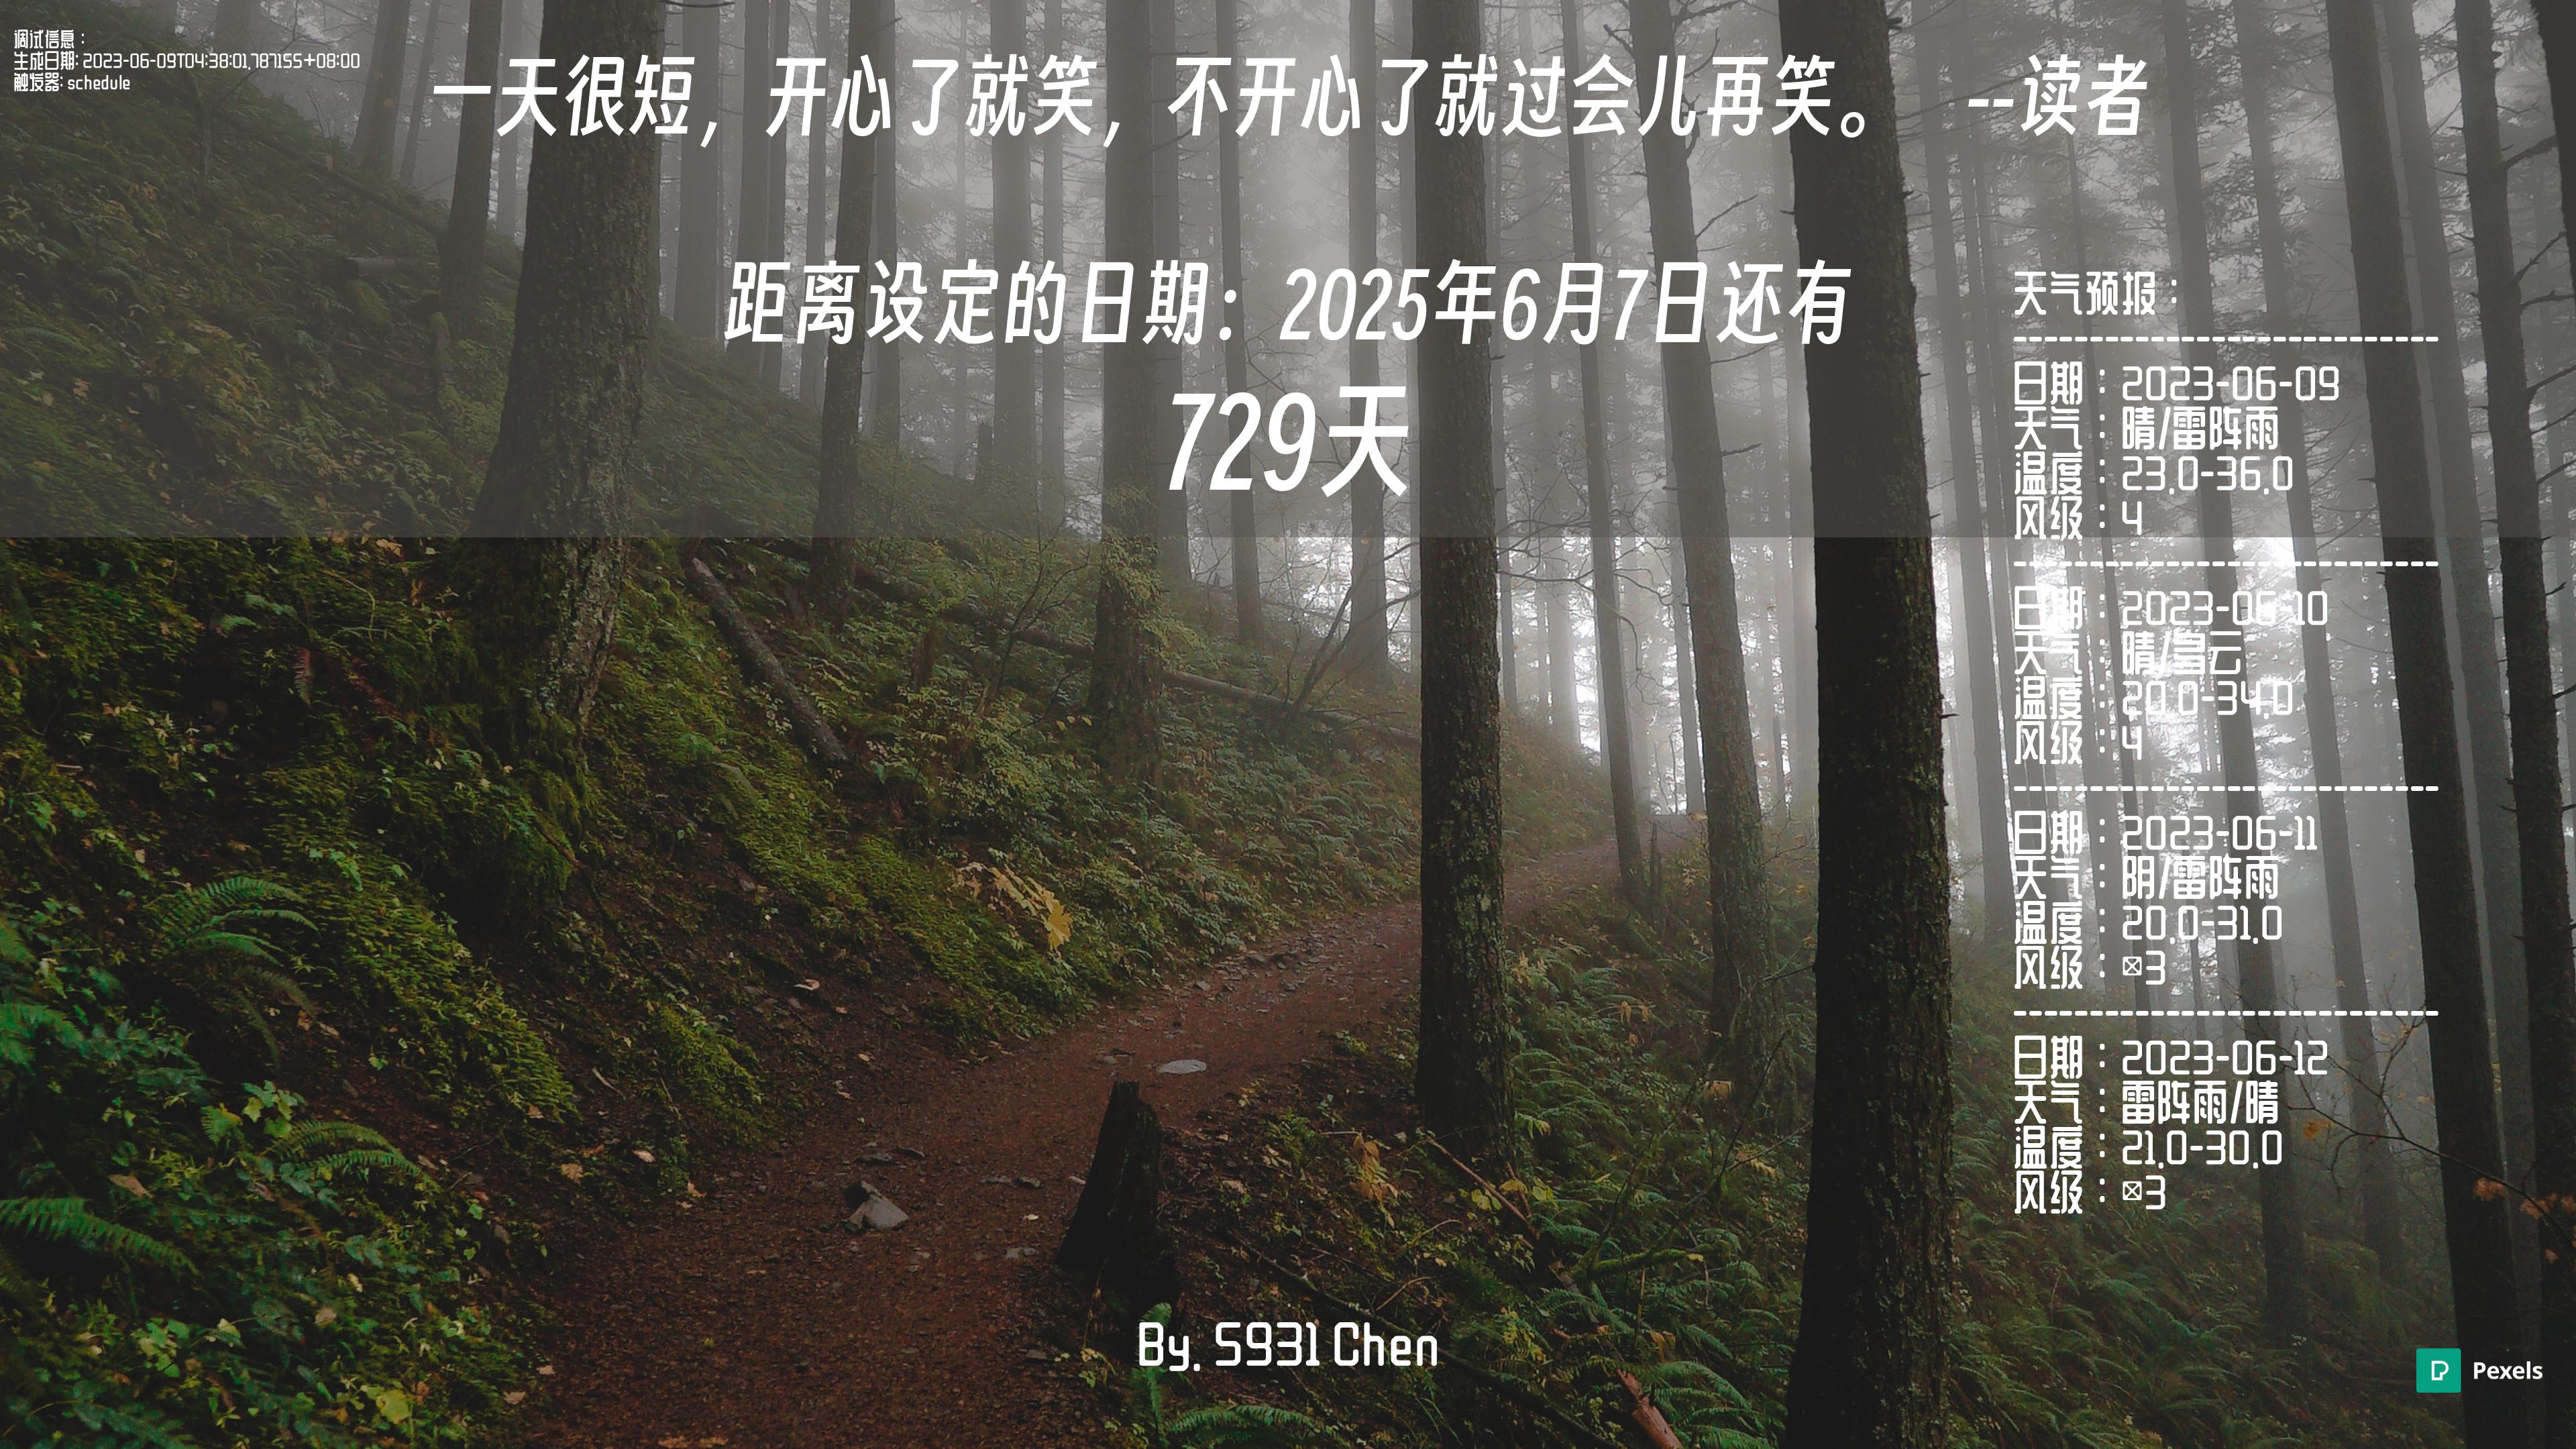 调试信息：
生成日期: 2023-06-09T04:38:01.787155+08:00
触发器: schedule
一天很短，开心了就笑，不开心了就过会儿再笑。 --读者
距离设定的日期：2025年6月7日还有
729天
天气预报：
------------------------------
日期：2023-06-09
天气：晴/雷阵雨
温度：23.0-36.0
风级：4
------------------------------
日期：2023-06-10
天气：晴/多云
温度：20.0-34.0
风级：4
------------------------------
日期：2023-06-11
天气：阴/雷阵雨
温度：20.0-31.0
风级：☒3
------------------------------
日期：2023-06-12
天气：雷阵雨/晴
温度：21.0-30.0
风级：☒3
By. 5931 Chen
Pexels